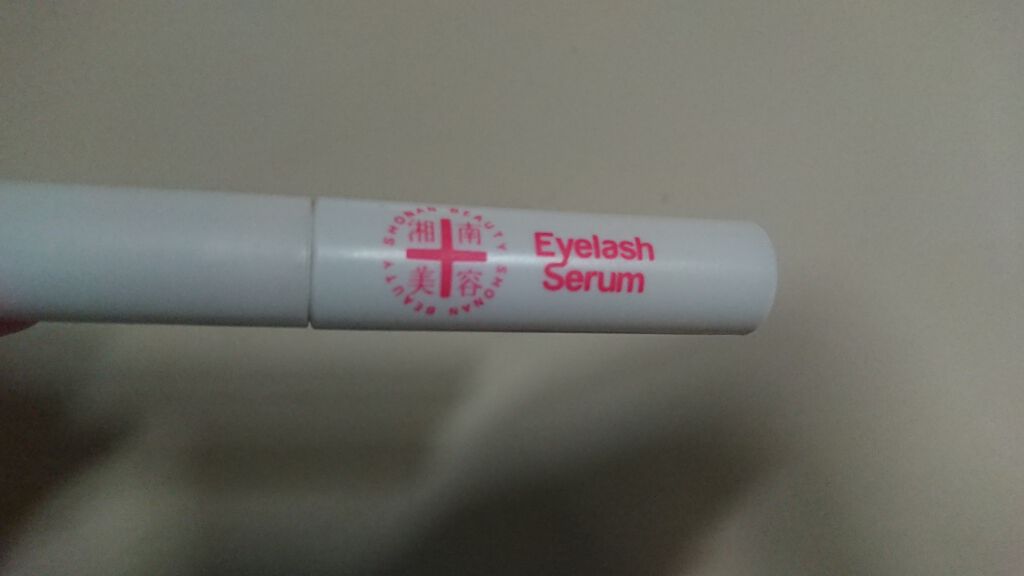 SHONAN BEAUTY SHONAN BEAUTY
湘南
美容
Eyelash
Serum